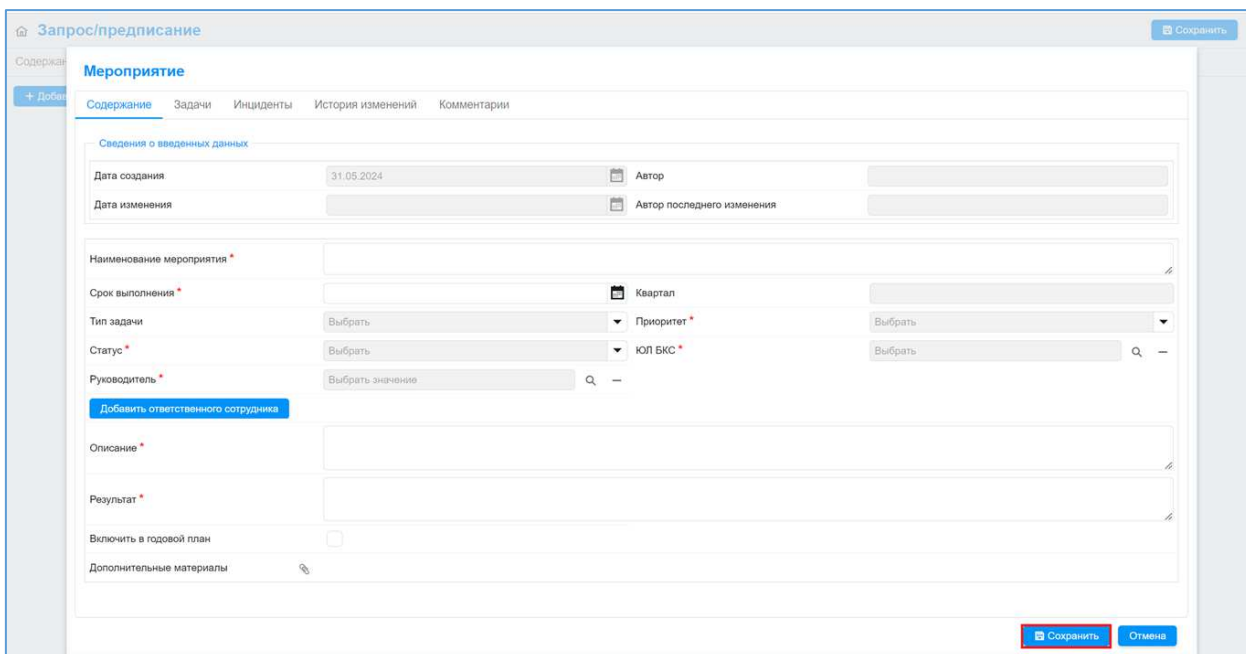 Запрос/предписание Сохранить
Содержан
+ Добав
Мероприятие
Содержание Задачи Инциденты История изменений Комментарии
Сведения о введенных данных
Дата создания 31.05.2024 Автор
Дата изменения Автор последнего изменения
Наименование мероприятия *
Срок выполнения * Квартал
Тип задачи Выбрать Приоритет * Выбрать
Статус * Выбрать ЮЛ БКС * Выбрать
Руководитель * Выбрать значение
Добавить ответственного сотрудника
Описание *
Результат *
Включить в годовой план
Дополнительные материалы
Сохранить Отмена